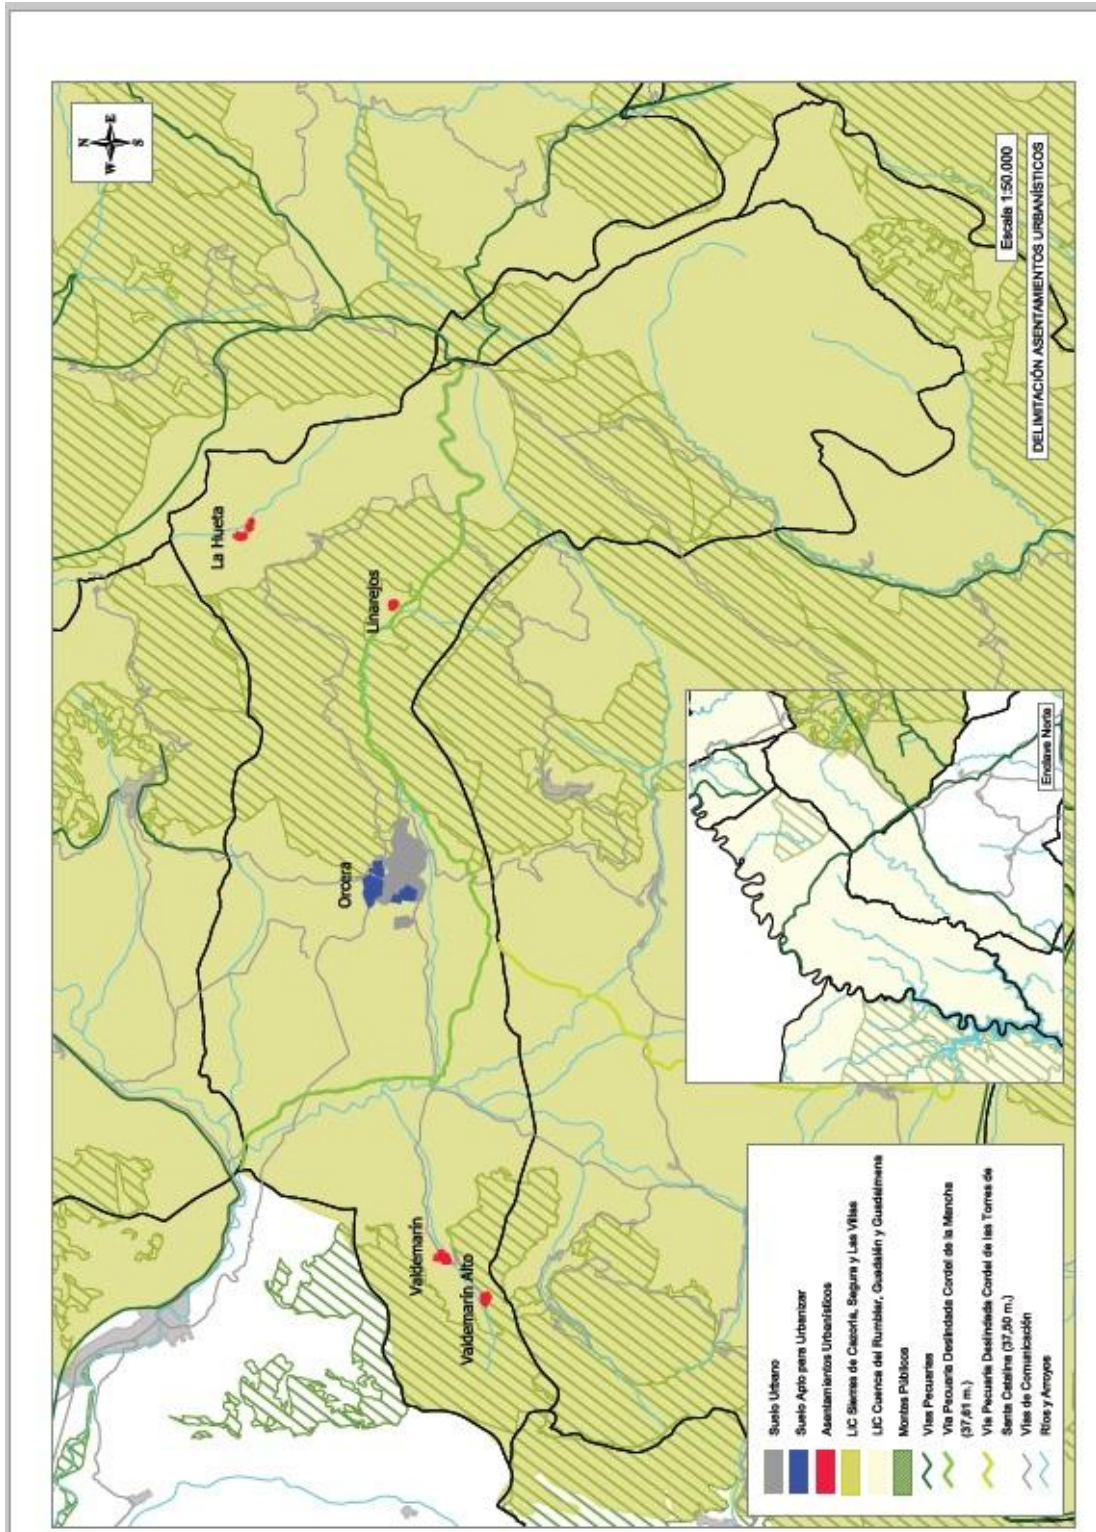 N
W E
S
La Hueta
Linarejos
Orcera
Valdemarín
Valdemarín Alto
Escala 1:50.000
DELIMITACIÓN ASENTAMIENTOS URBANÍSTICOS
Enclave Norte
Suelo Urbano
Suelo Apto para Urbanizar
Asentamientos Urbanísticos
LIC Sierras de Cazorla, Segura y Las Villas
LIC Cuenca del Rumblar, Guadalén y Guadalmena
Montes Públicos
Vías Pecuarias
Vía Pecuaria Deslindada Cordel de la Mancha
(37,61 m.)
Vía Pecuaria Deslindada Cordel de las Torres de
Santa Catalina (37,50 m.)
Vías de Comunicación
Ríos y Arroyos